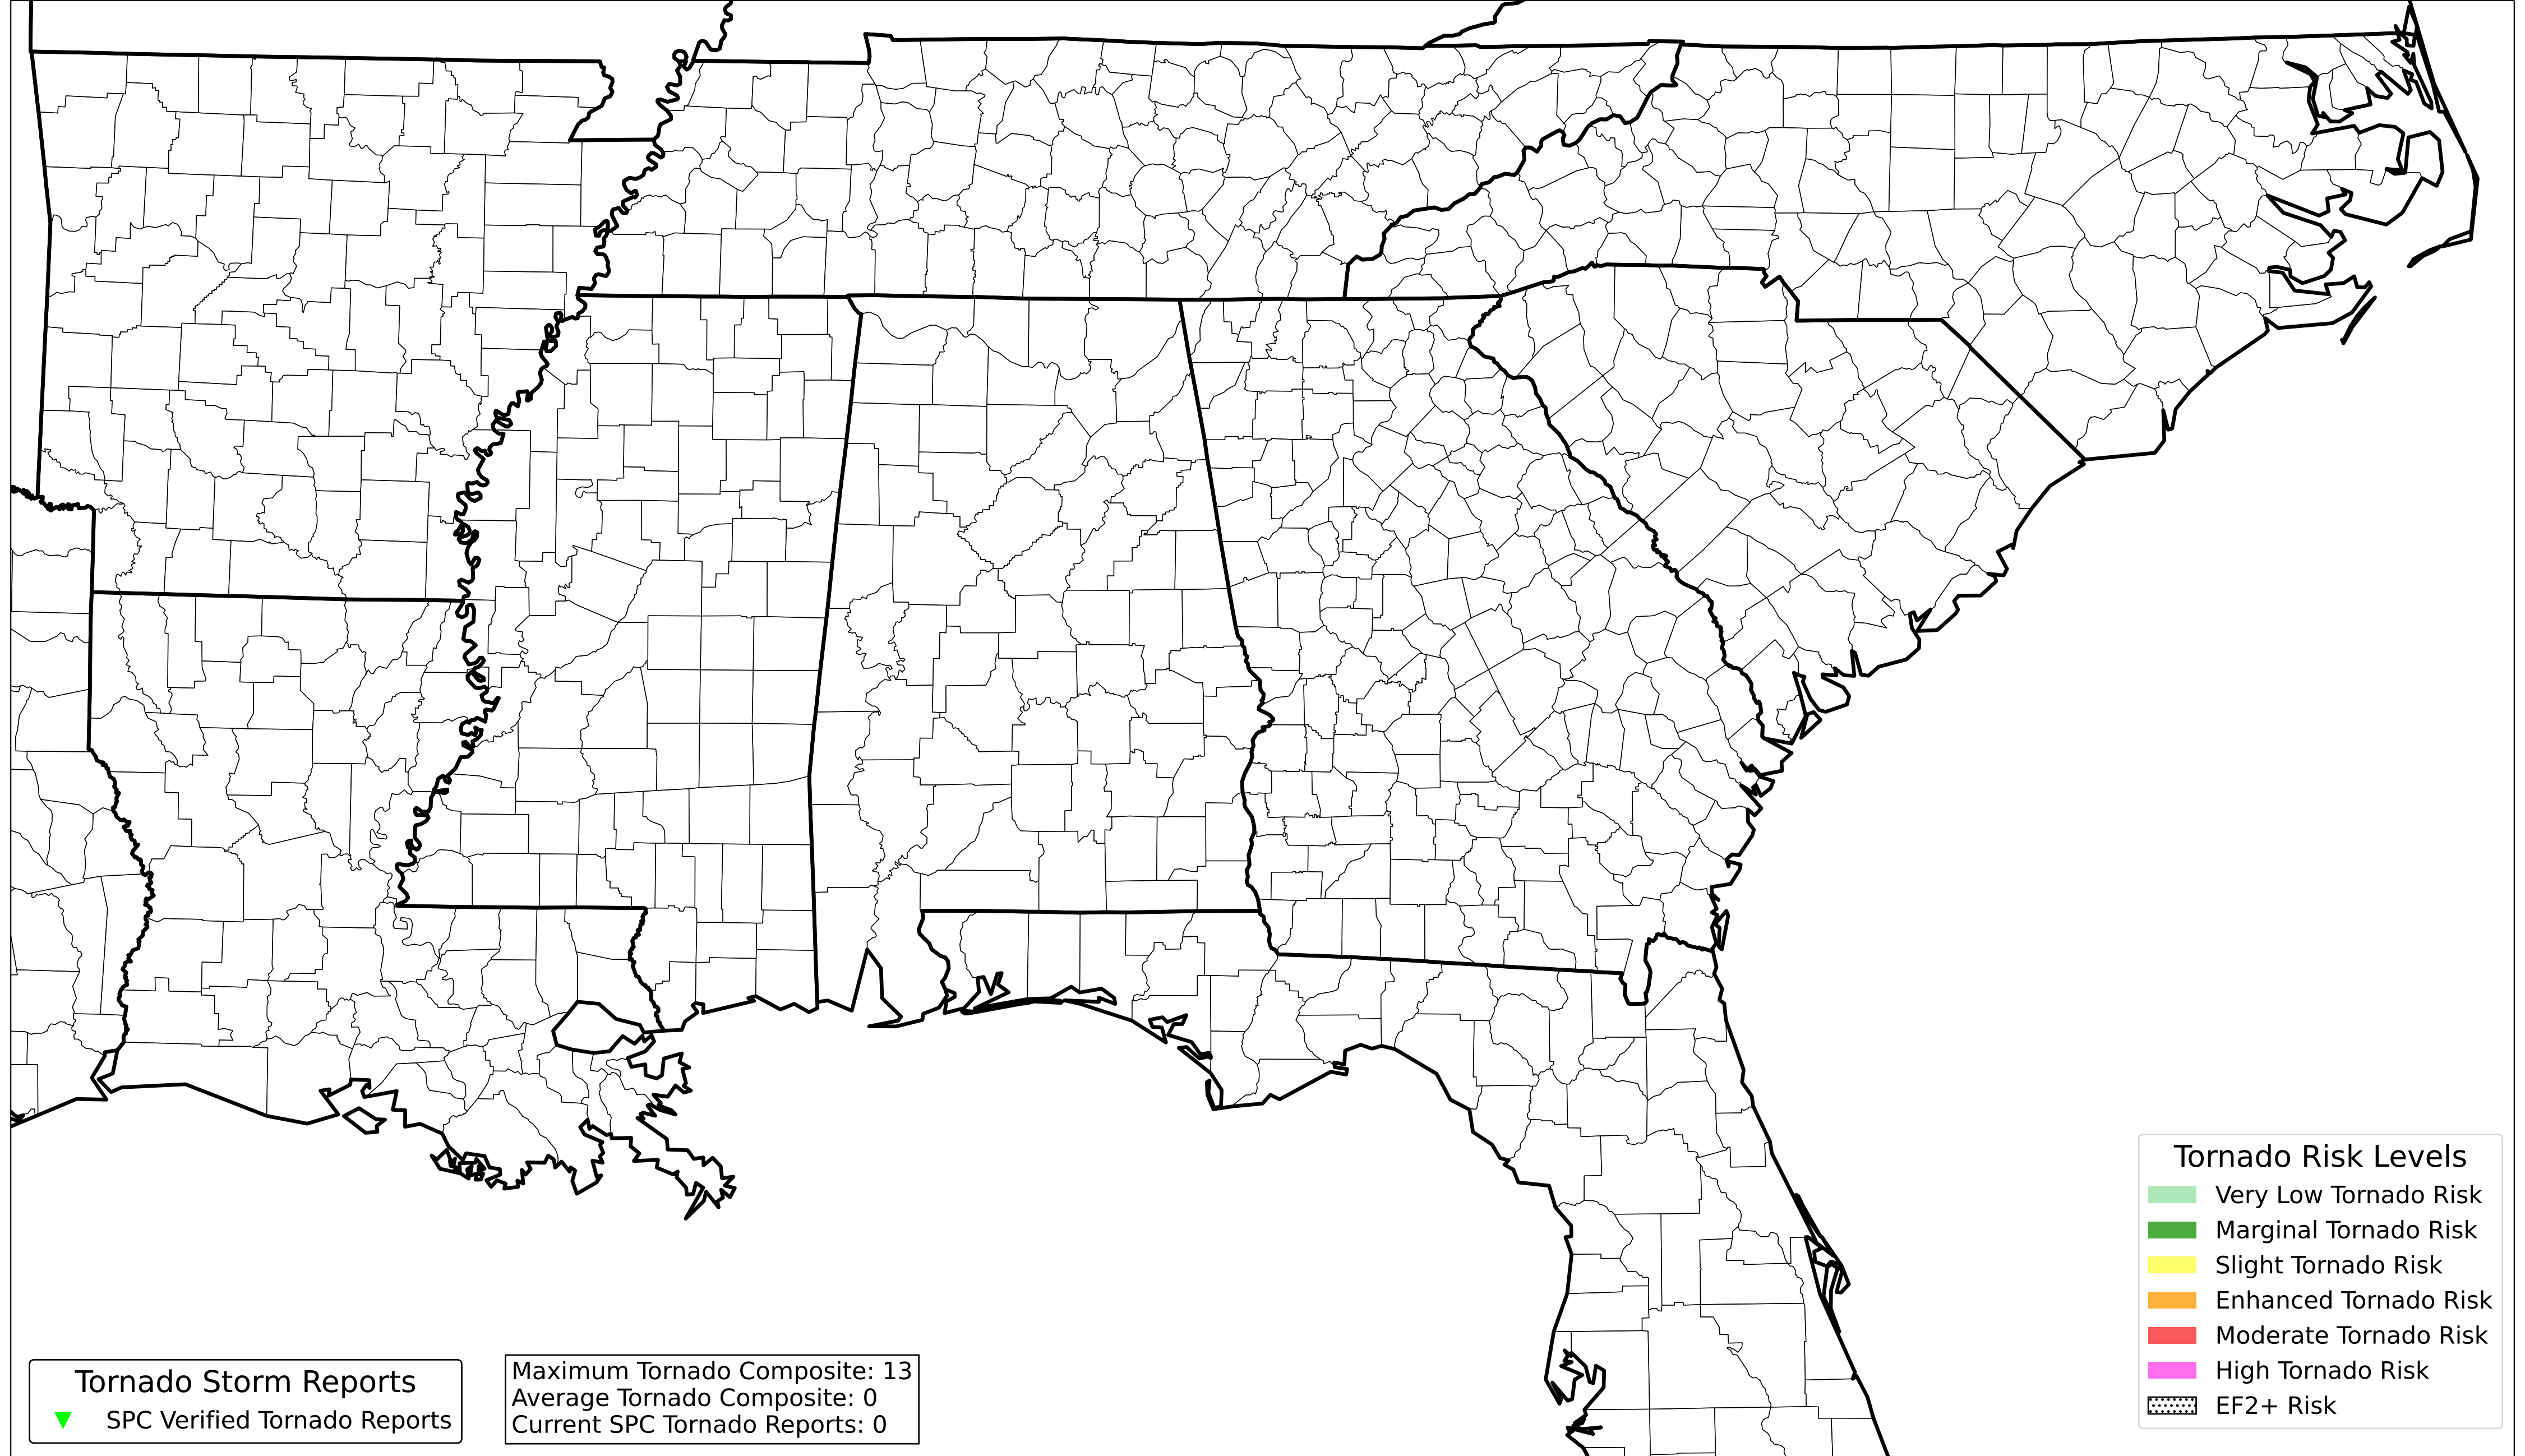 Tornado Risk Levels
Very Low Tornado Risk
Marginal Tornado Risk
Slight Tornado Risk
Enhanced Tornado Risk
Moderate Tornado Risk
High Tornado Risk
EF2+ Risk
Tornado Storm Reports
SPC Verified Tornado Reports
Maximum Tornado Composite: 13
Average Tornado Composite: 0
Current SPC Tornado Reports: 0